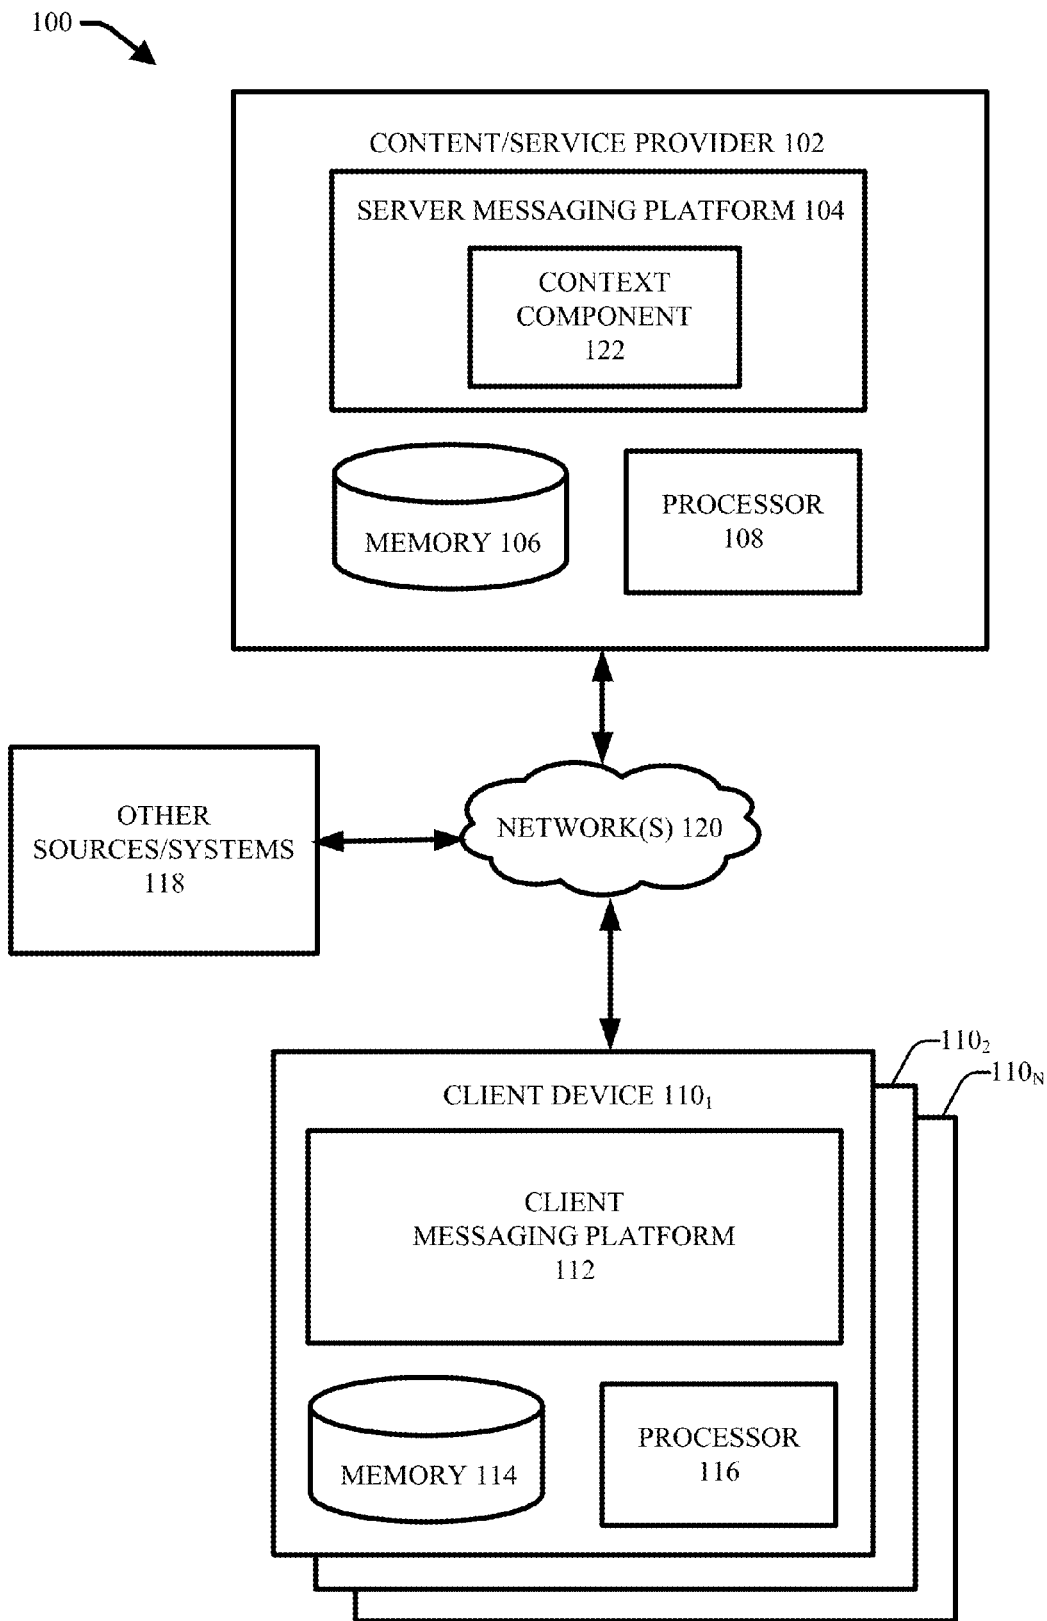 100
CONTENT/SERVICE PROVIDER 102
SERVER MESSAGING PLATFORM 104
CONTEXT
COMPONENT
122
MEMORY 106
PROCESSOR
108
OTHER
SOURCES/SYSTEMS
118
NETWORK(S) 120
110₂
110ₙ
CLIENT DEVICE 110₁
CLIENT
MESSAGING PLATFORM
112
MEMORY 114
PROCESSOR
116